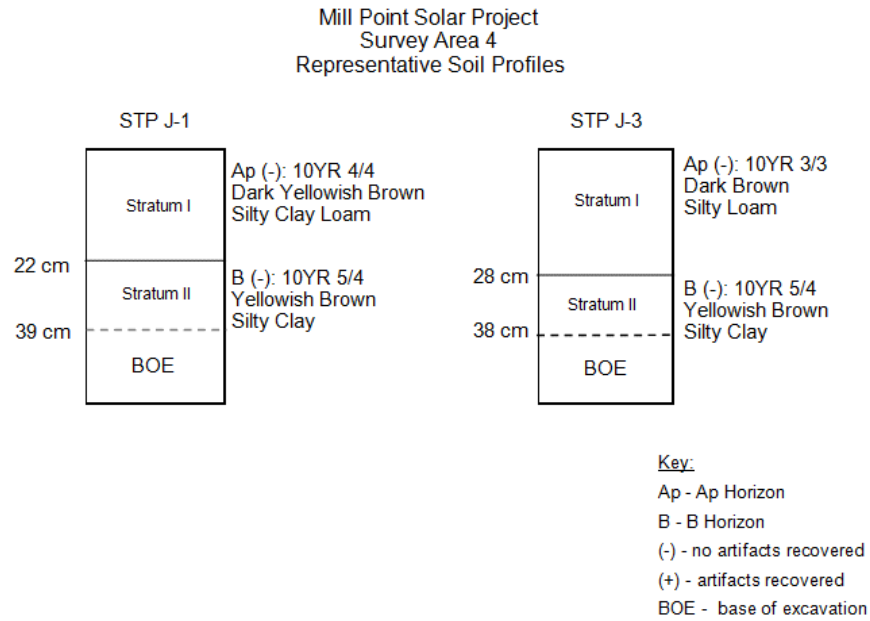 Mill Point Solar Project
Survey Area 4
Representative Soil Profiles
STP J-1
Stratum I
Ap (-): 10YR 4/4
Dark Yellowish Brown
Silty Clay Loam
22 cm
Stratum II
B (-): 10YR 5/4
Yellowish Brown
Silty Clay
39 cm
BOE
STP J-3
Stratum I
Ap (-): 10YR 3/3
Dark Brown
Silty Loam
28 cm
Stratum II
B (-): 10YR 5/4
Yellowish Brown
Silty Clay
38 cm
BOE
Key:
Ap - Ap Horizon
B - B Horizon
(-) - no artifacts recovered
(+) - artifacts recovered
BOE - base of excavation